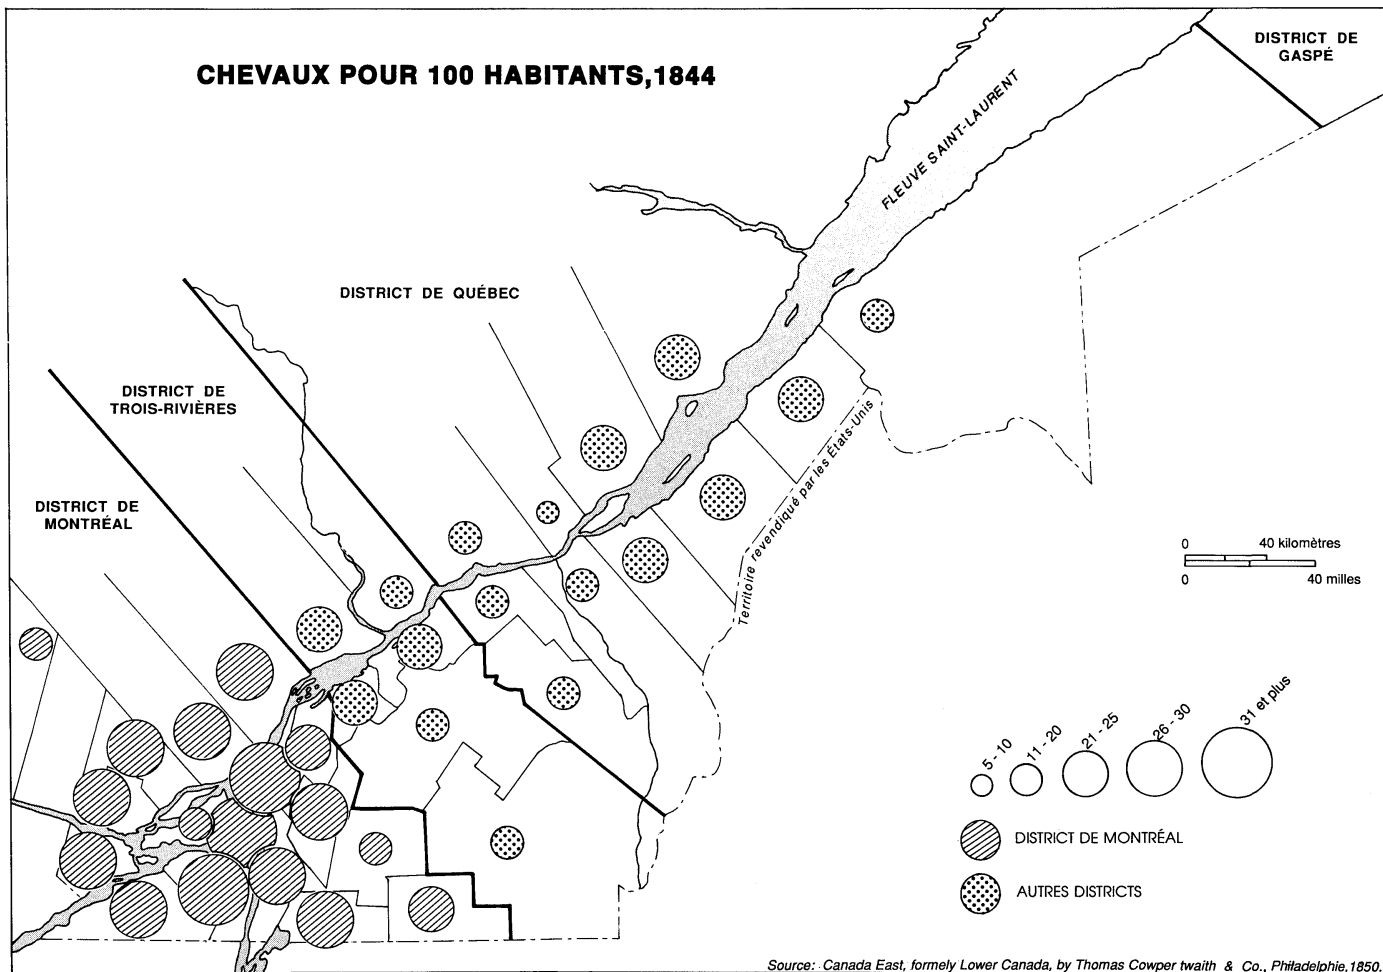 CHEVAUX POUR 100 HABITANTS,1844
DISTRICT DE
GASPÉ
FLEUVE SAINT-LAURENT
DISTRICT DE QUÉBEC
DISTRICT DE
TROIS-RIVIÈRES
DISTRICT DE
MONTRÉAL
Territoire revendiqué par les États-Unis
0 40 kilomètres
0 40 milles
5 - 10
11 - 20
21 - 25
26 - 30
31 et plus
DISTRICT DE MONTRÉAL
AUTRES DISTRICTS
Source: Canada East, formely Lower Canada, by Thomas Cowper twaith & Co., Philadelphie,1850.